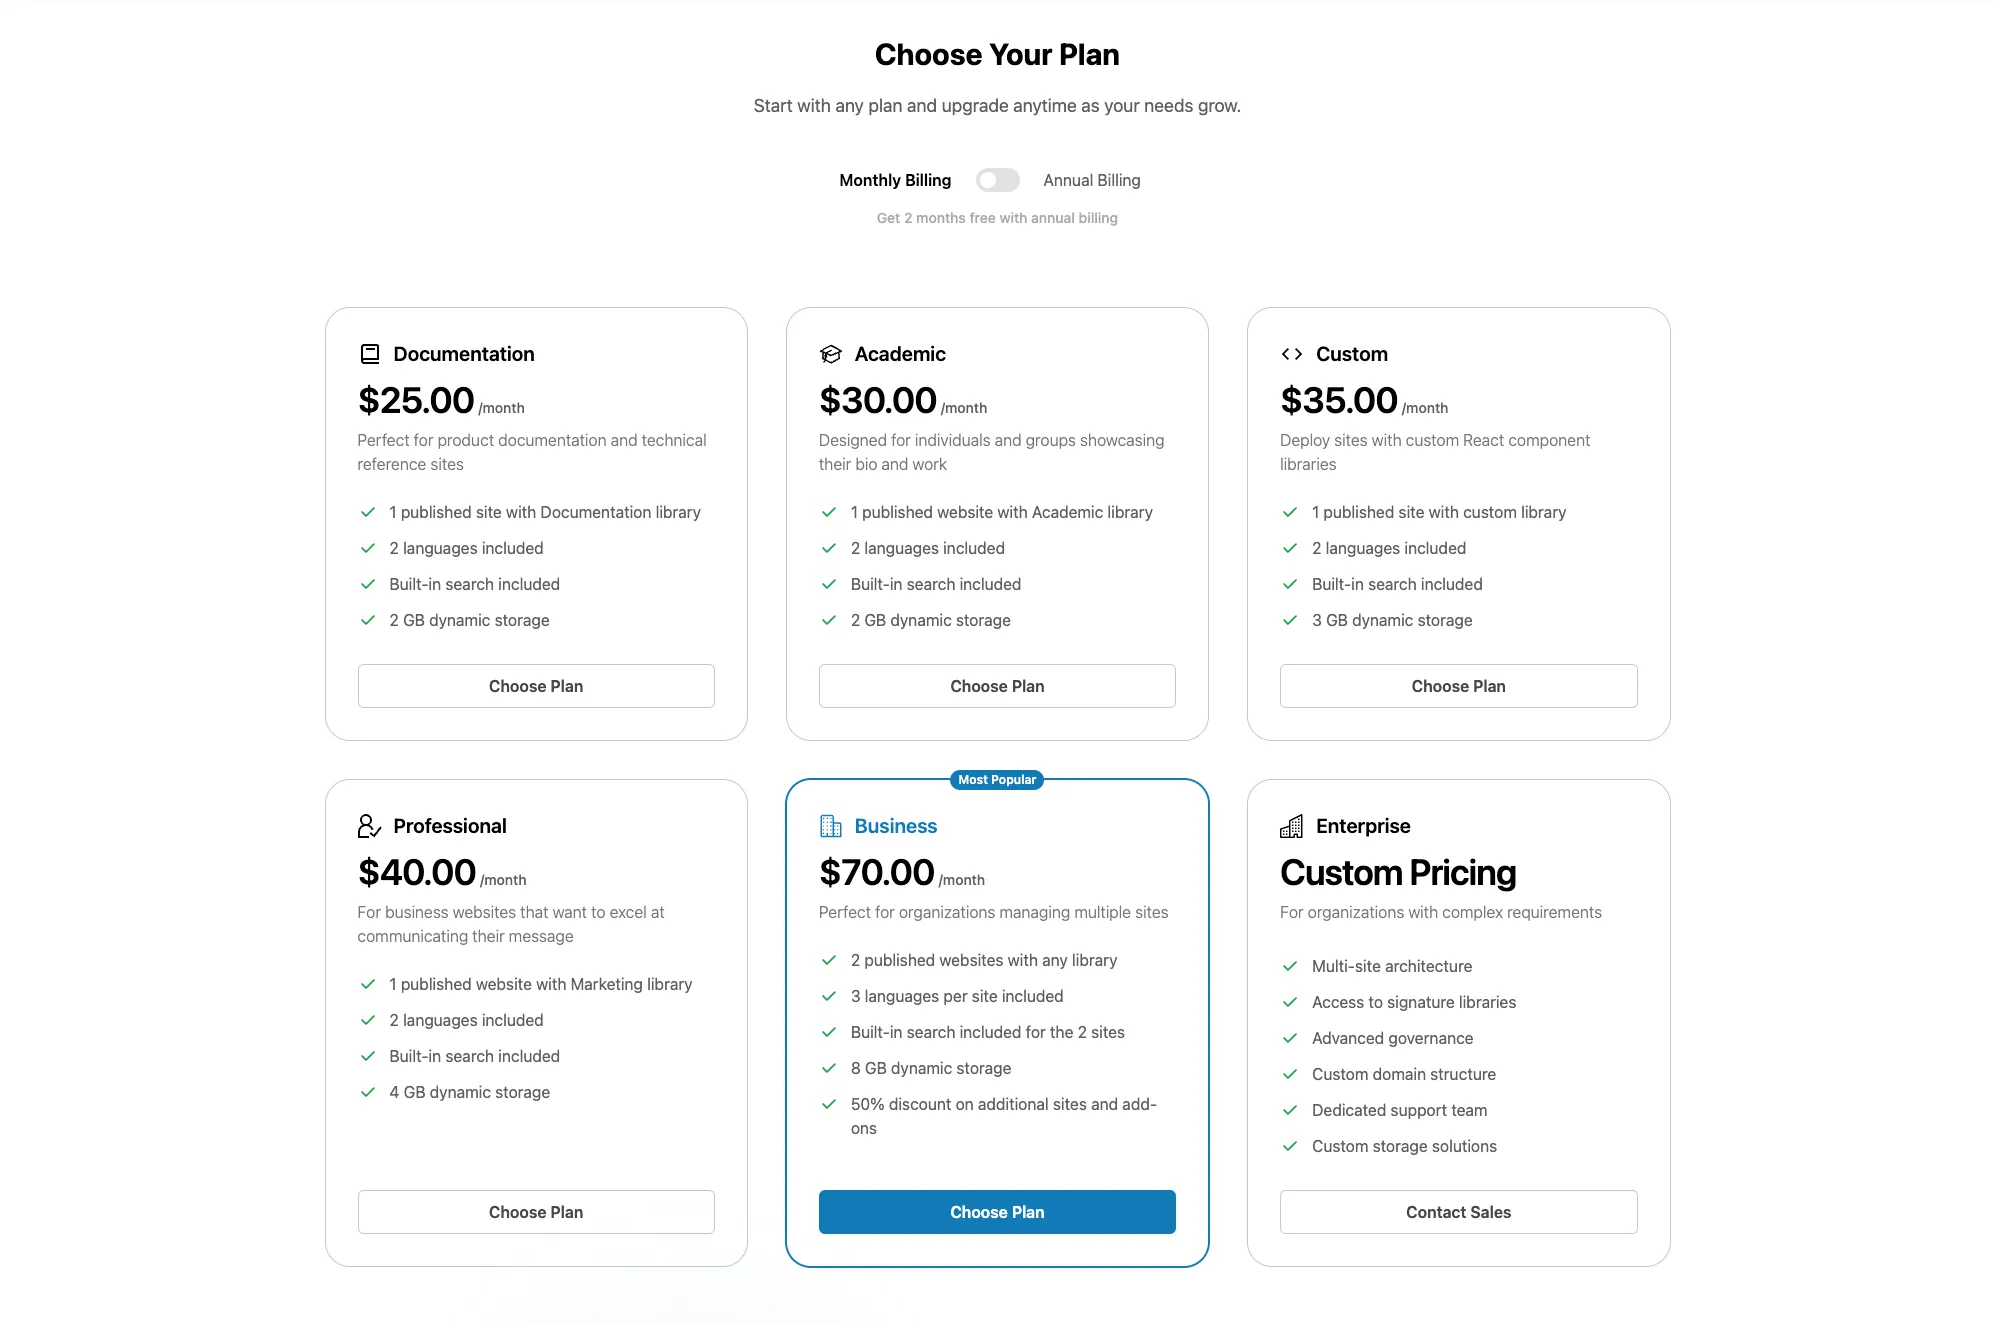 Choose Your Plan
Start with any plan and upgrade anytime as your needs grow.
Monthly Billing
Annual Billing
Get 2 months free with annual billing
Documentation
$25.00 /month
Perfect for product documentation and technical
reference sites
1 published site with Documentation library
2 languages included
Built-in search included
2 GB dynamic storage
Choose Plan
Academic
$30.00 /month
Designed for individuals and groups showcasing
their bio and work
1 published website with Academic library
2 languages included
Built-in search included
2 GB dynamic storage
Choose Plan
Custom
$35.00 /month
Deploy sites with custom React component
libraries
1 published site with custom library
2 languages included
Built-in search included
3 GB dynamic storage
Choose Plan
Professional
$40.00 /month
For business websites that want to excel at
communicating their message
1 published website with Marketing library
2 languages included
Built-in search included
4 GB dynamic storage
Choose Plan
Most Popular
Business
$70.00 /month
Perfect for organizations managing multiple sites
2 published websites with any library
3 languages per site included
Built-in search included for the 2 sites
8 GB dynamic storage
50% discount on additional sites and add-
ons
Choose Plan
Enterprise
Custom Pricing
For organizations with complex requirements
Multi-site architecture
Access to signature libraries
Advanced governance
Custom domain structure
Dedicated support team
Custom storage solutions
Contact Sales